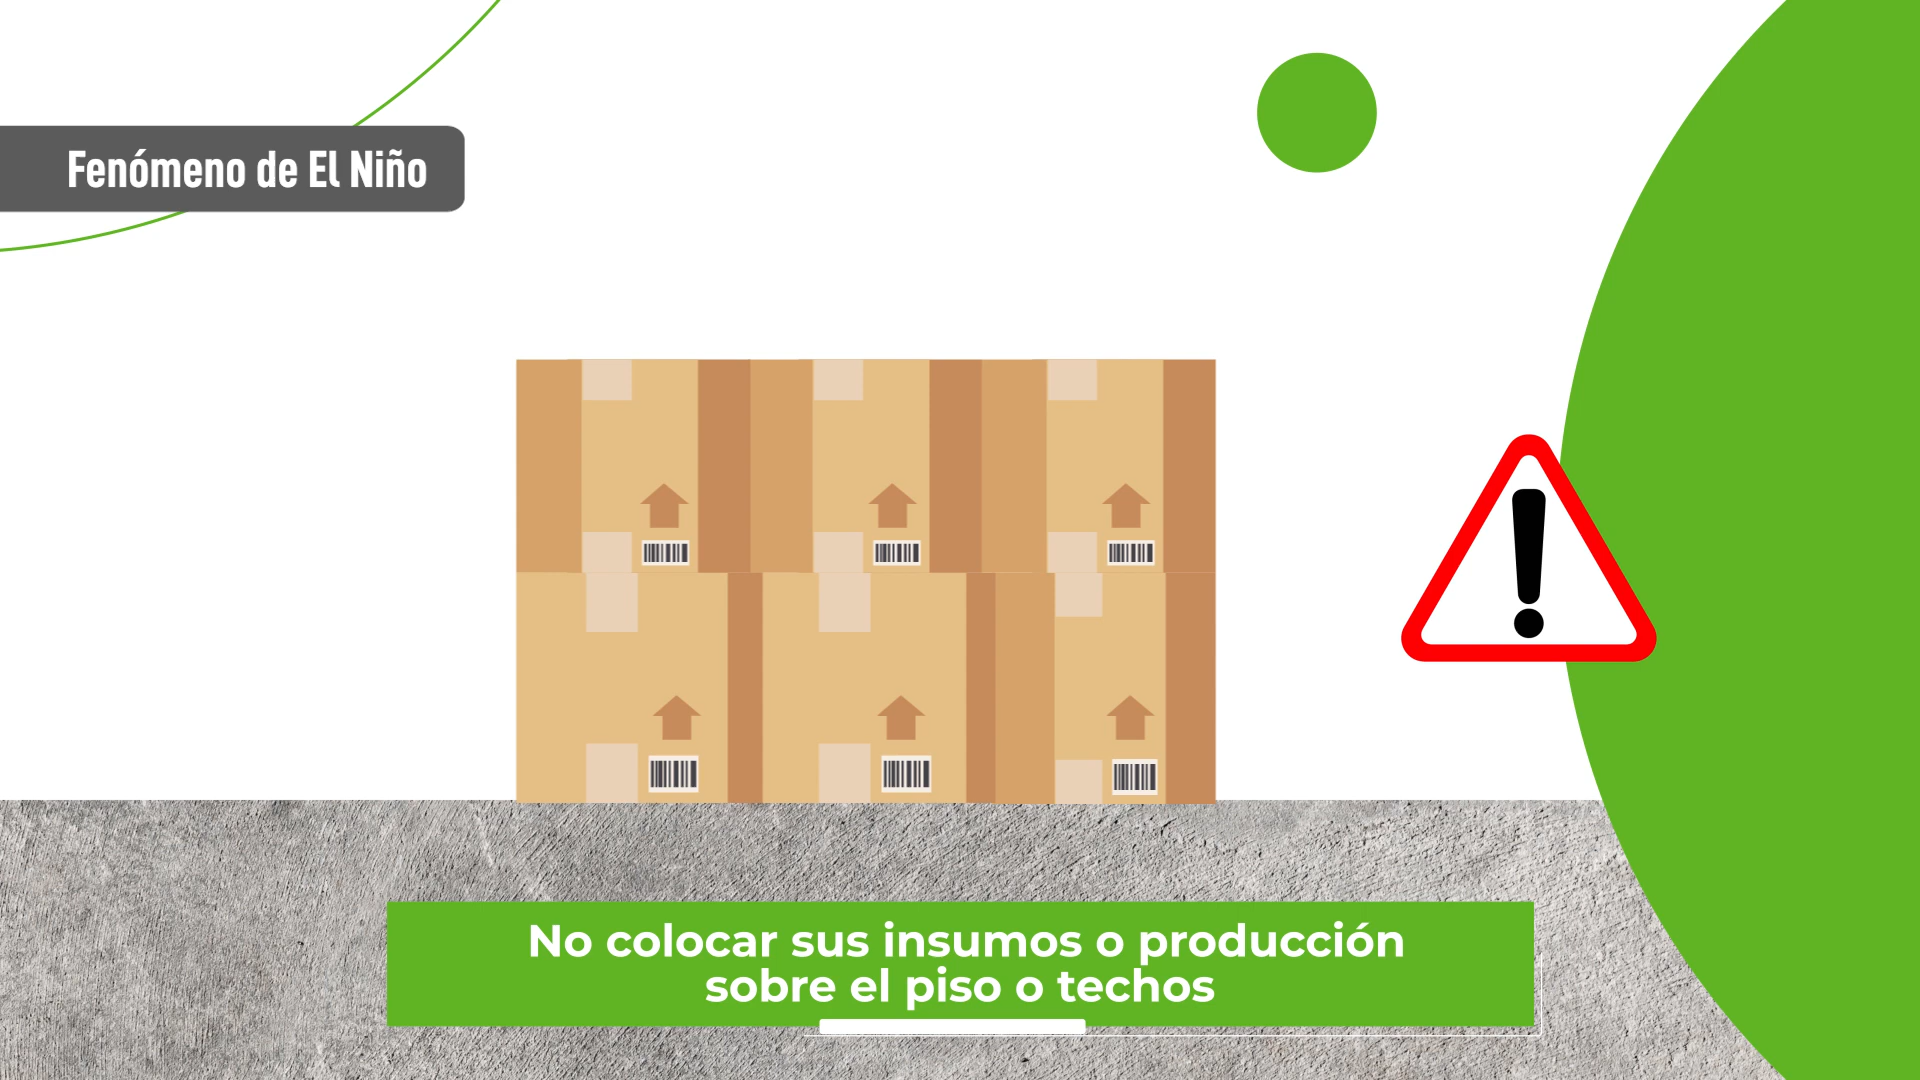 Fenómeno de El Niño
No colocar sus insumos o producción
sobre el piso o techos